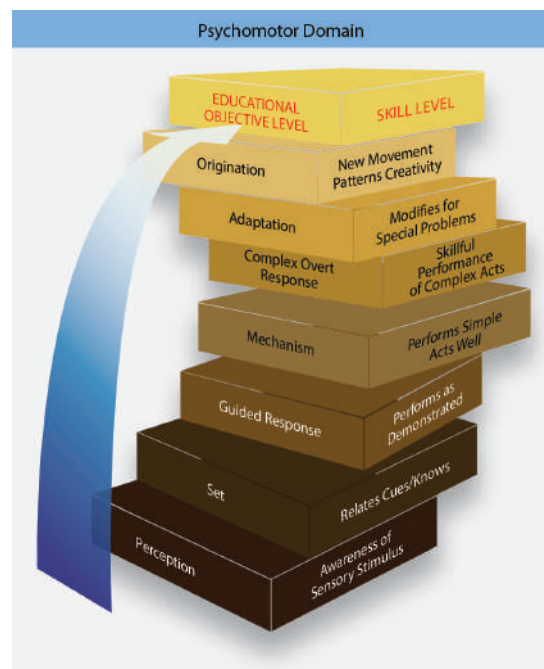 Psychomotor Domain
EDUCATIONAL
OBJECTIVE LEVEL
SKILL LEVEL
Origination
New Movement
Patterns Creativity
Adaptation
Modifies for
Special Problems
Complex Overt
Response
Skillful
Performance
of Complex Acts
Mechanism
Performs Simple
Acts Well
Guided Response
Performs as
Demonstrated
Set
Relates Cues/Knows
Perception
Awareness of
Sensory Stimulus